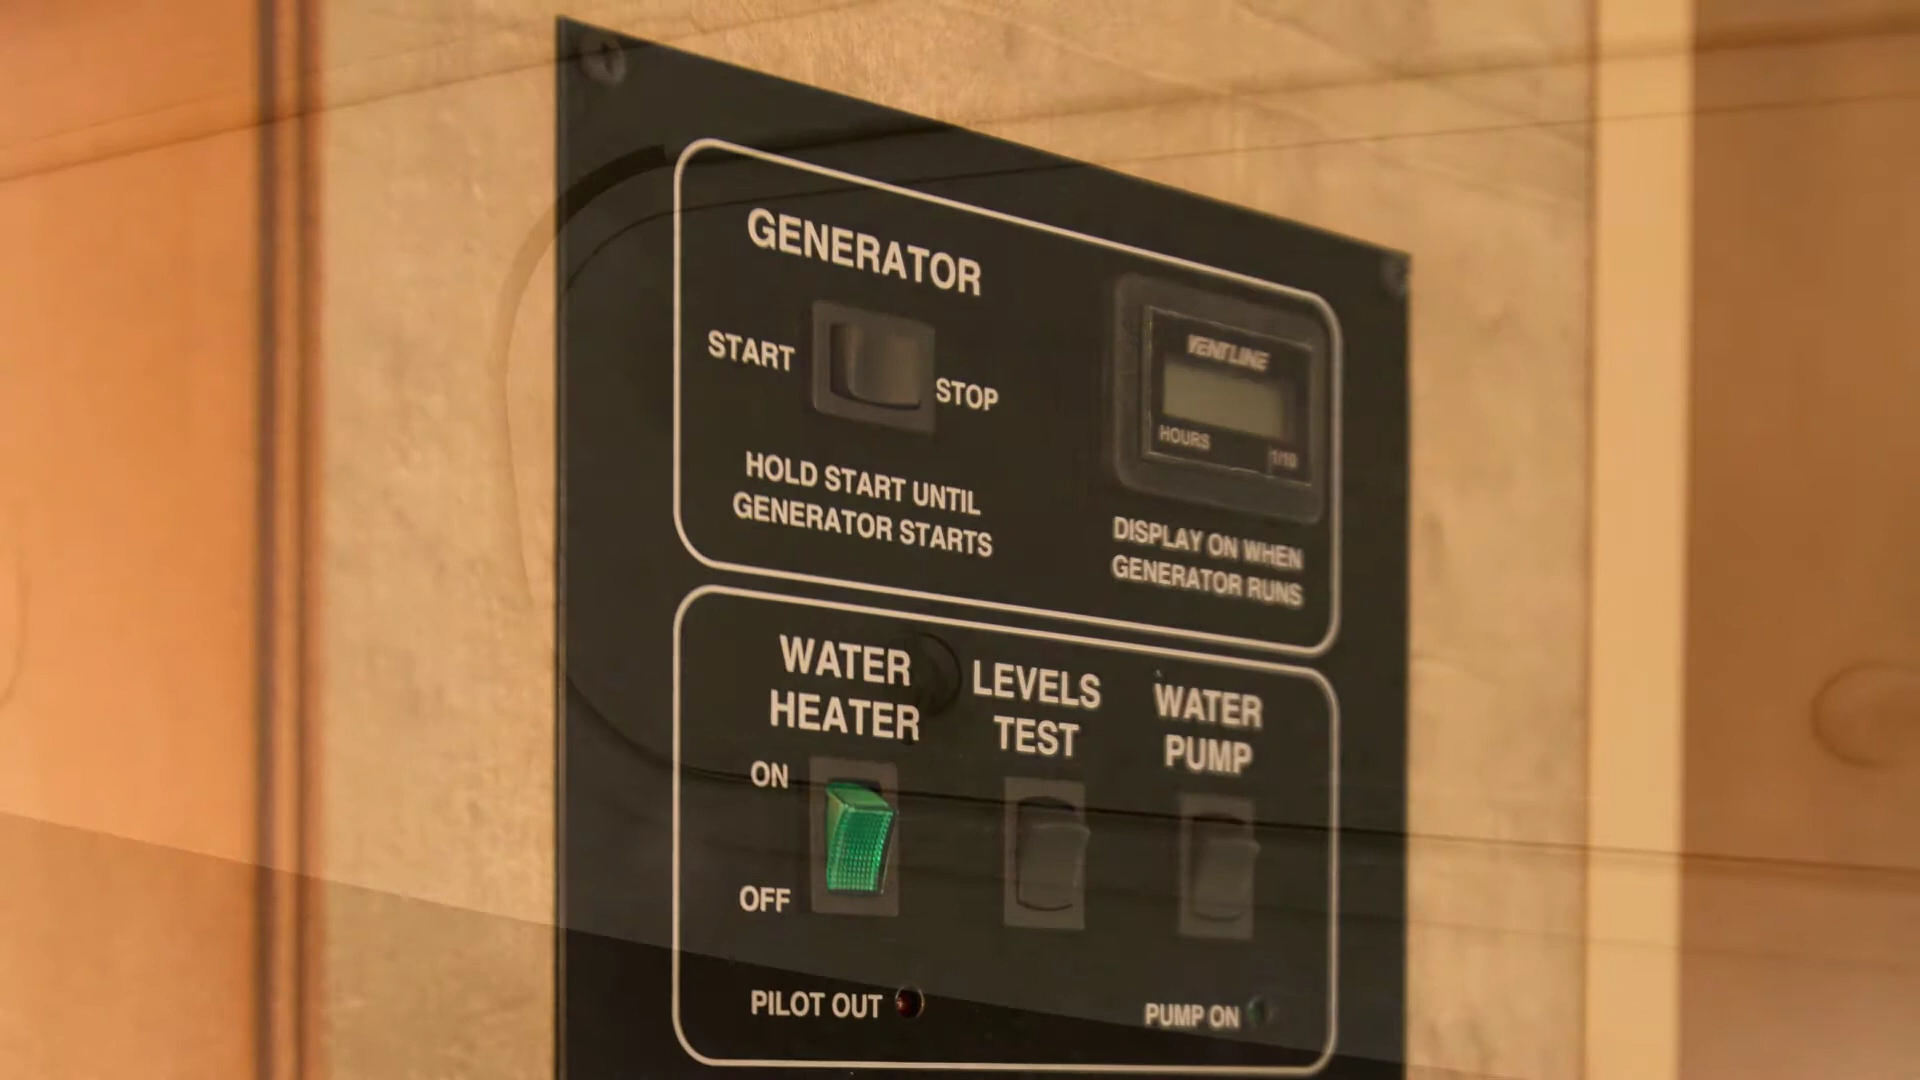 GENERATOR
START
STOP
HOLD START UNTIL
GENERATOR STARTS
VENTLINE
HOURS
1/10
DISPLAY ON WHEN
GENERATOR RUNS
WATER
HEATER
ON
OFF
PILOT OUT
LEVELS
TEST
WATER
PUMP
PUMP ON